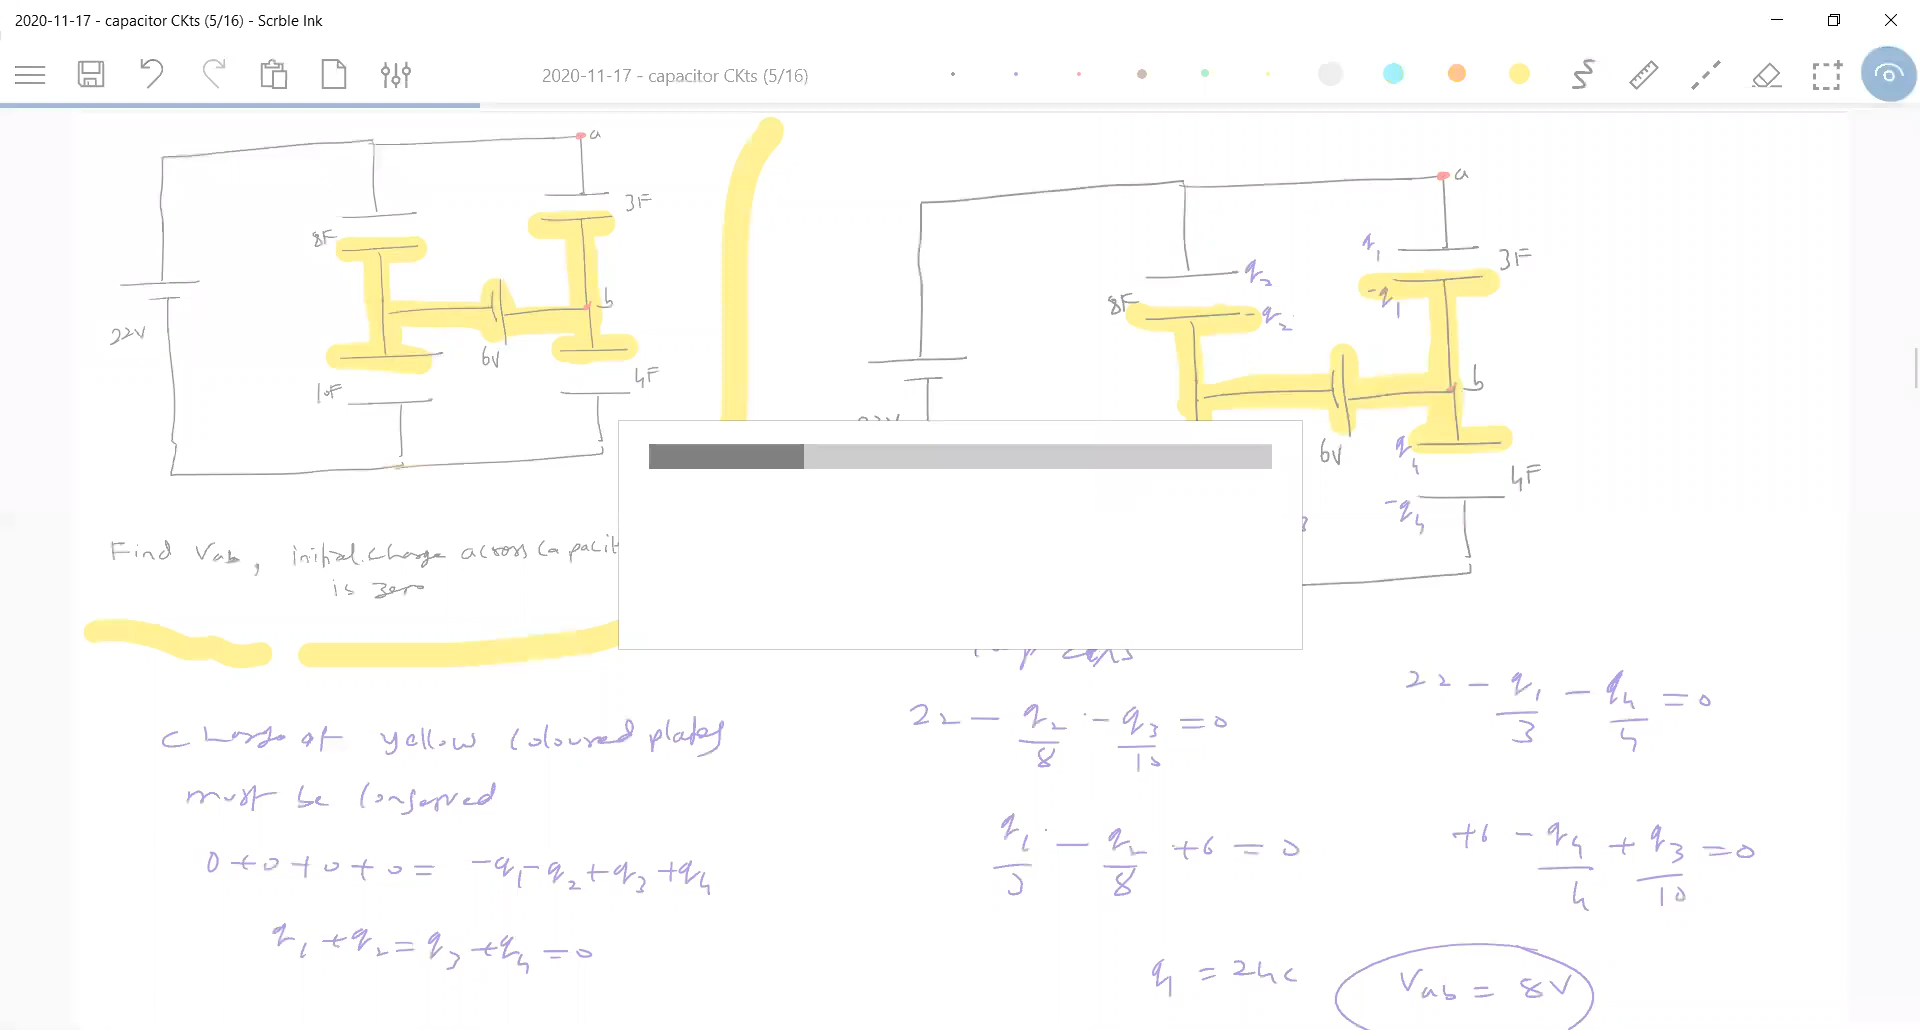 2020-11-17 - capacitor CKts (5/16) - Scrble Ink
2020-11-17 - capacitor CKts (5/16)
a
3F
8F
b
22V
6V
10F
4F
Find Vab, initial charge across capacit
is zero
a
q1
3F
q2
-q1
8F
-q2
b
6V
q4
4F
-q4
22 - q2/8 - q3/10 = 0
22 - q1/3 - q4/4 = 0
charge of yellow coloured plates
must be conserved
q1/3 - q2/8 + 6 = 0
+6 - q4/4 + q3/10 = 0
0 + 0 + 0 + 0 = -q1 - q2 + q3 + q4
q1 + q2 = q3 + q4 = 0
q1 = 24c
Vab = 8V